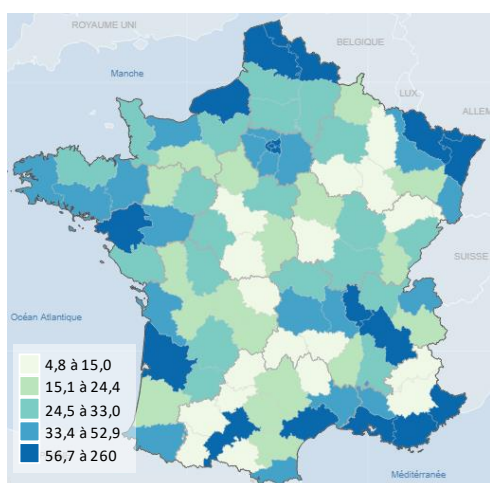 ROYAUME UNI
BELGIQUE
Manche
LUX.
ALLEM
SUISSE
Océan Atlantique
4,8 à 15,0
15,1 à 24,4
24,5 à 33,0
33,4 à 52,9
56,7 à 260
Méditérranée